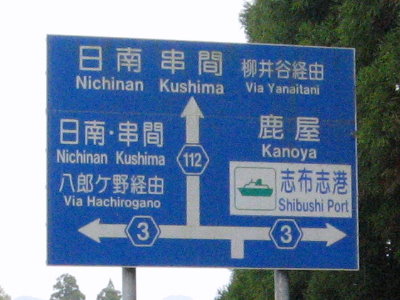 日南 串間 柳井谷経由
Nichinan Kushima Via Yanaitani
日南・串間
Nichinan Kushima
八郎ケ野経由
Via Hachirogano
112
鹿屋
Kanoya
志布志港
Shibushi Port
3
3